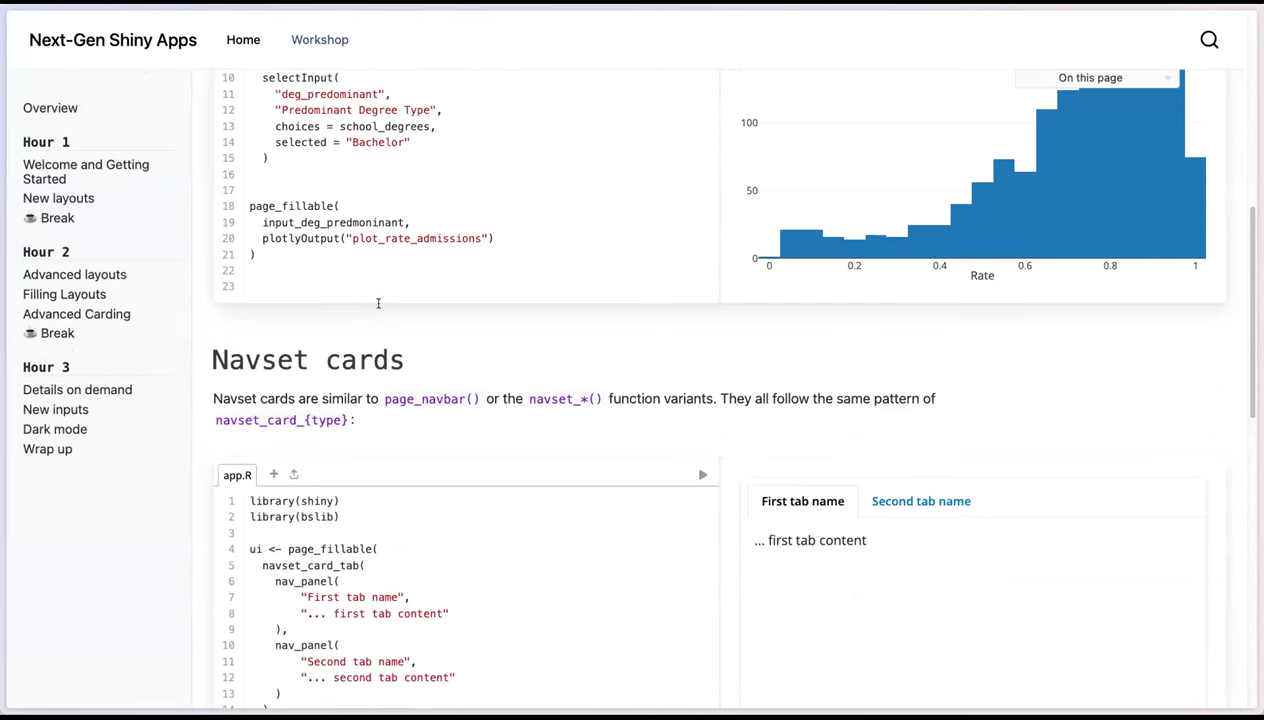 Next-Gen Shiny Apps Home Workshop
Overview
Hour 1
Welcome and Getting
Started
New layouts
☕ Break
Hour 2
Advanced layouts
Filling Layouts
Advanced Carding
☕ Break
Hour 3
Details on demand
New inputs
Dark mode
Wrap up
10 selectInput(
11 "deg_predominant",
12 "Predominant Degree Type",
13 choices = school_degrees,
14 selected = "Bachelor"
15 )
16
17
18 page_fillable(
19 input_deg_predmoninant,
20 plotlyOutput("plot_rate_admissions")
21 )
22
23
On this page
100
50
0
0 0.2 0.4 0.6 0.8 1
Rate
Navset cards
Navset cards are similar to page_navbar() or the navset_*() function variants. They all follow the same pattern of
navset_card_{type}:
app.R +
1 library(shiny)
2 library(bslib)
3
4 ui <- page_fillable(
5 navset_card_tab(
6 nav_panel(
7 "First tab name",
8 "... first tab content"
9 ),
10 nav_panel(
11 "Second tab name",
12 "... second tab content"
13 )
First tab name Second tab name
... first tab content